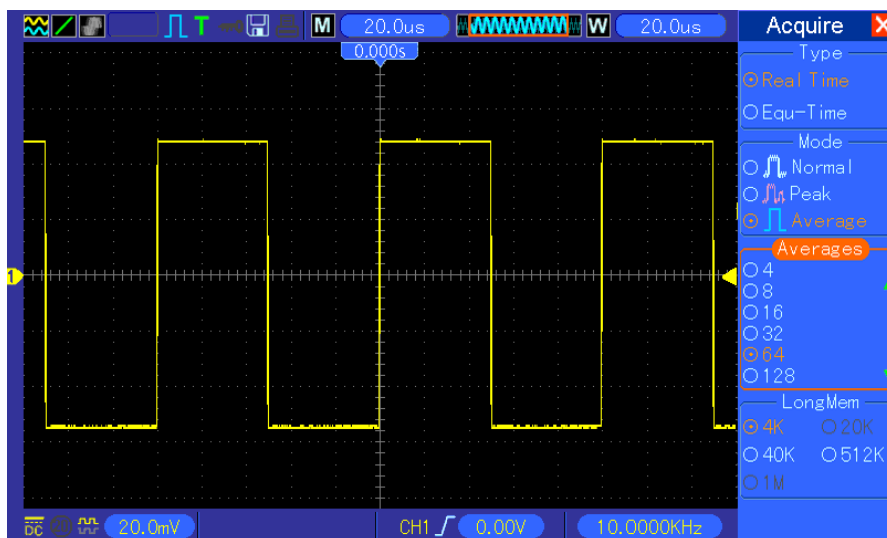 T M 20.0us W 20.0us
0.000s
1
DC 20.0mV CH1 0.00V 10.0000KHz
Acquire X
Type
Real Time
Equ-Time
Mode
Normal
Peak
Average
Averages
4
8
16
32
64
128
LongMem
4K 20K
40K 512K
1M